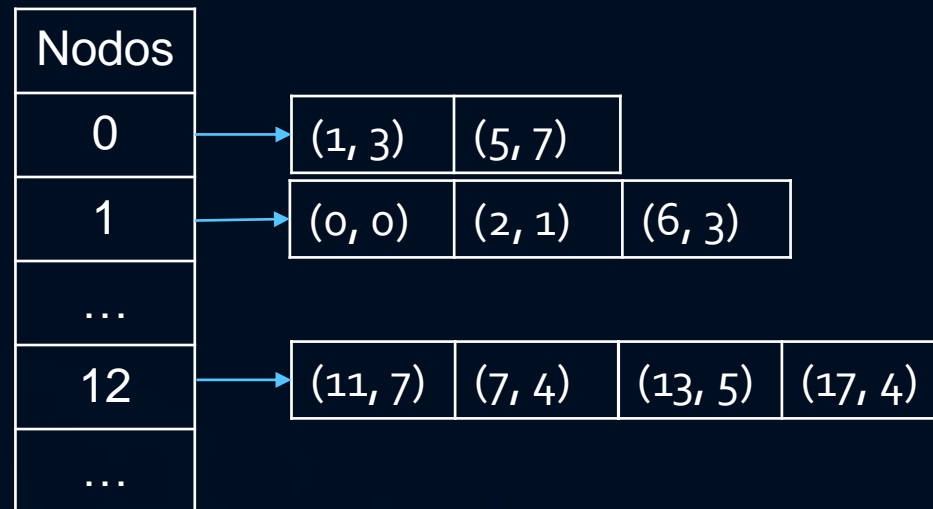 Nodos
0 (1, 3) (5, 7)
1 (0, 0) (2, 1) (6, 3)
...
12 (11, 7) (7, 4) (13, 5) (17, 4)
...